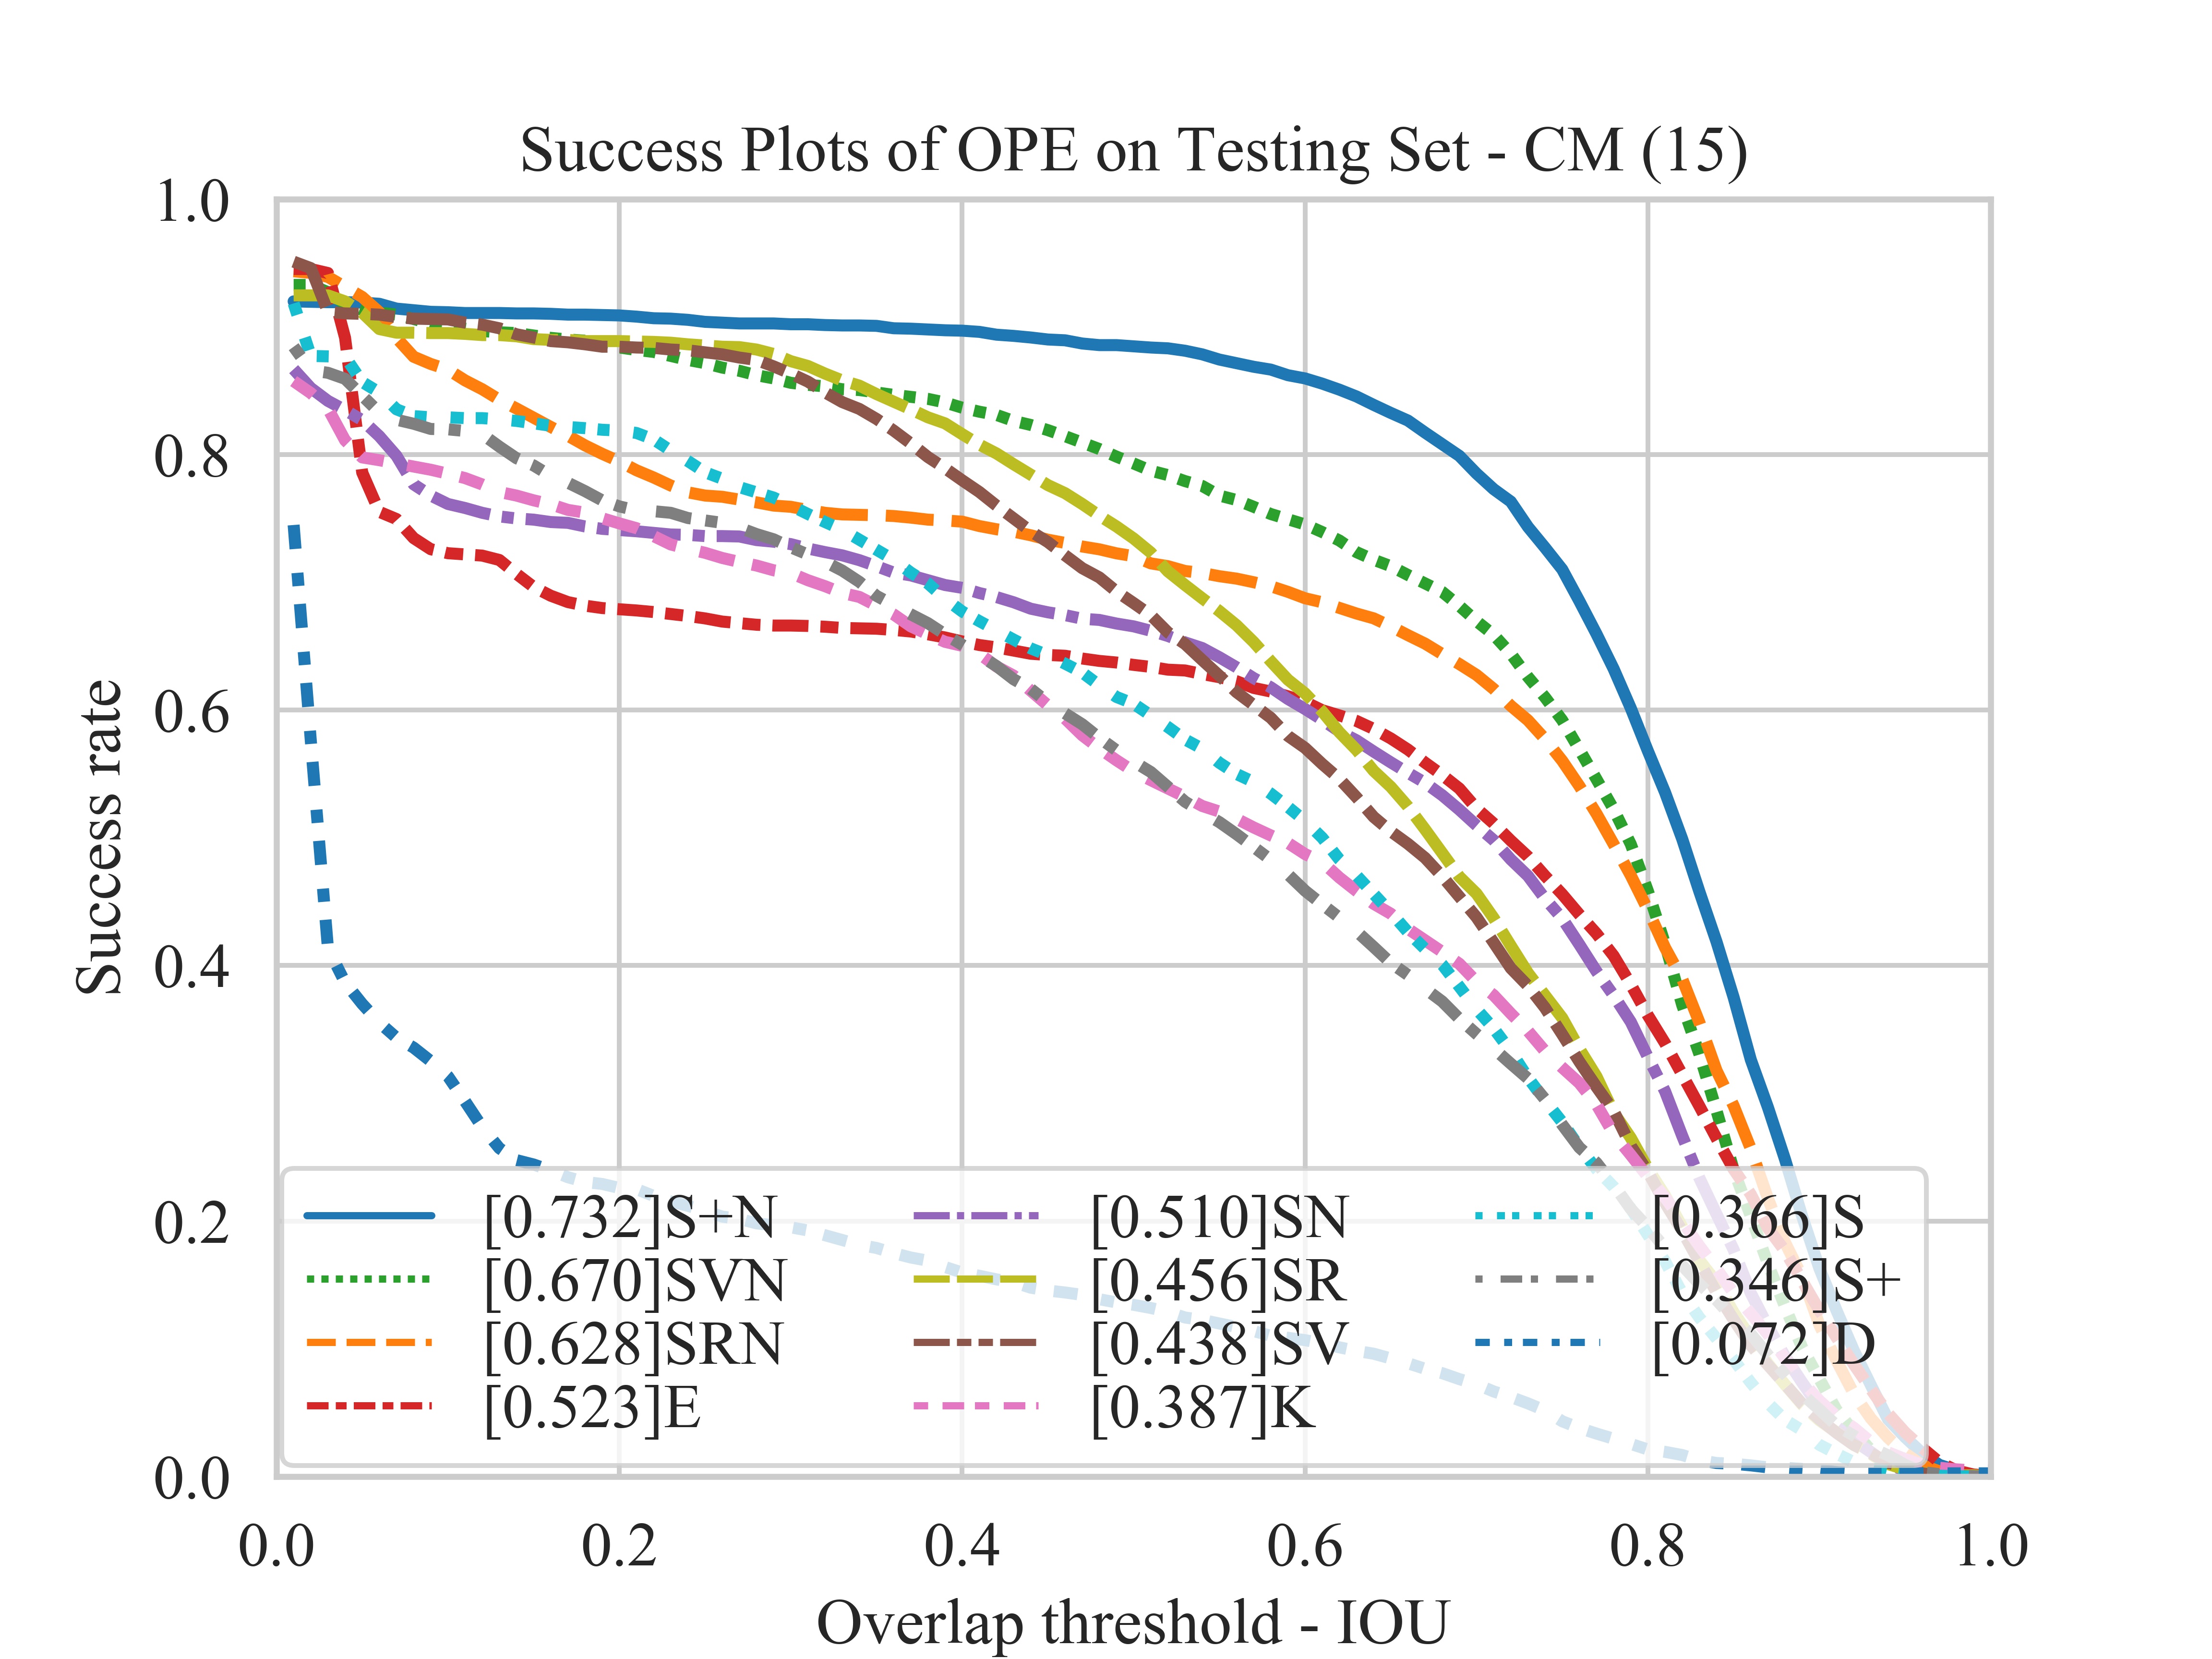 Success Plots of OPE on Testing Set - CM (15)
1.0
0.8
0.6
0.4
0.2
0.0
Success rate
[0.732]S+N
[0.670]SVN
[0.628]SRN
[0.523]E
[0.510]SN
[0.456]SR
[0.438]SV
[0.387]K
[0.366]S
[0.346]S+
[0.072]D
0.0 0.2 0.4 0.6 0.8 1.0
Overlap threshold - IOU